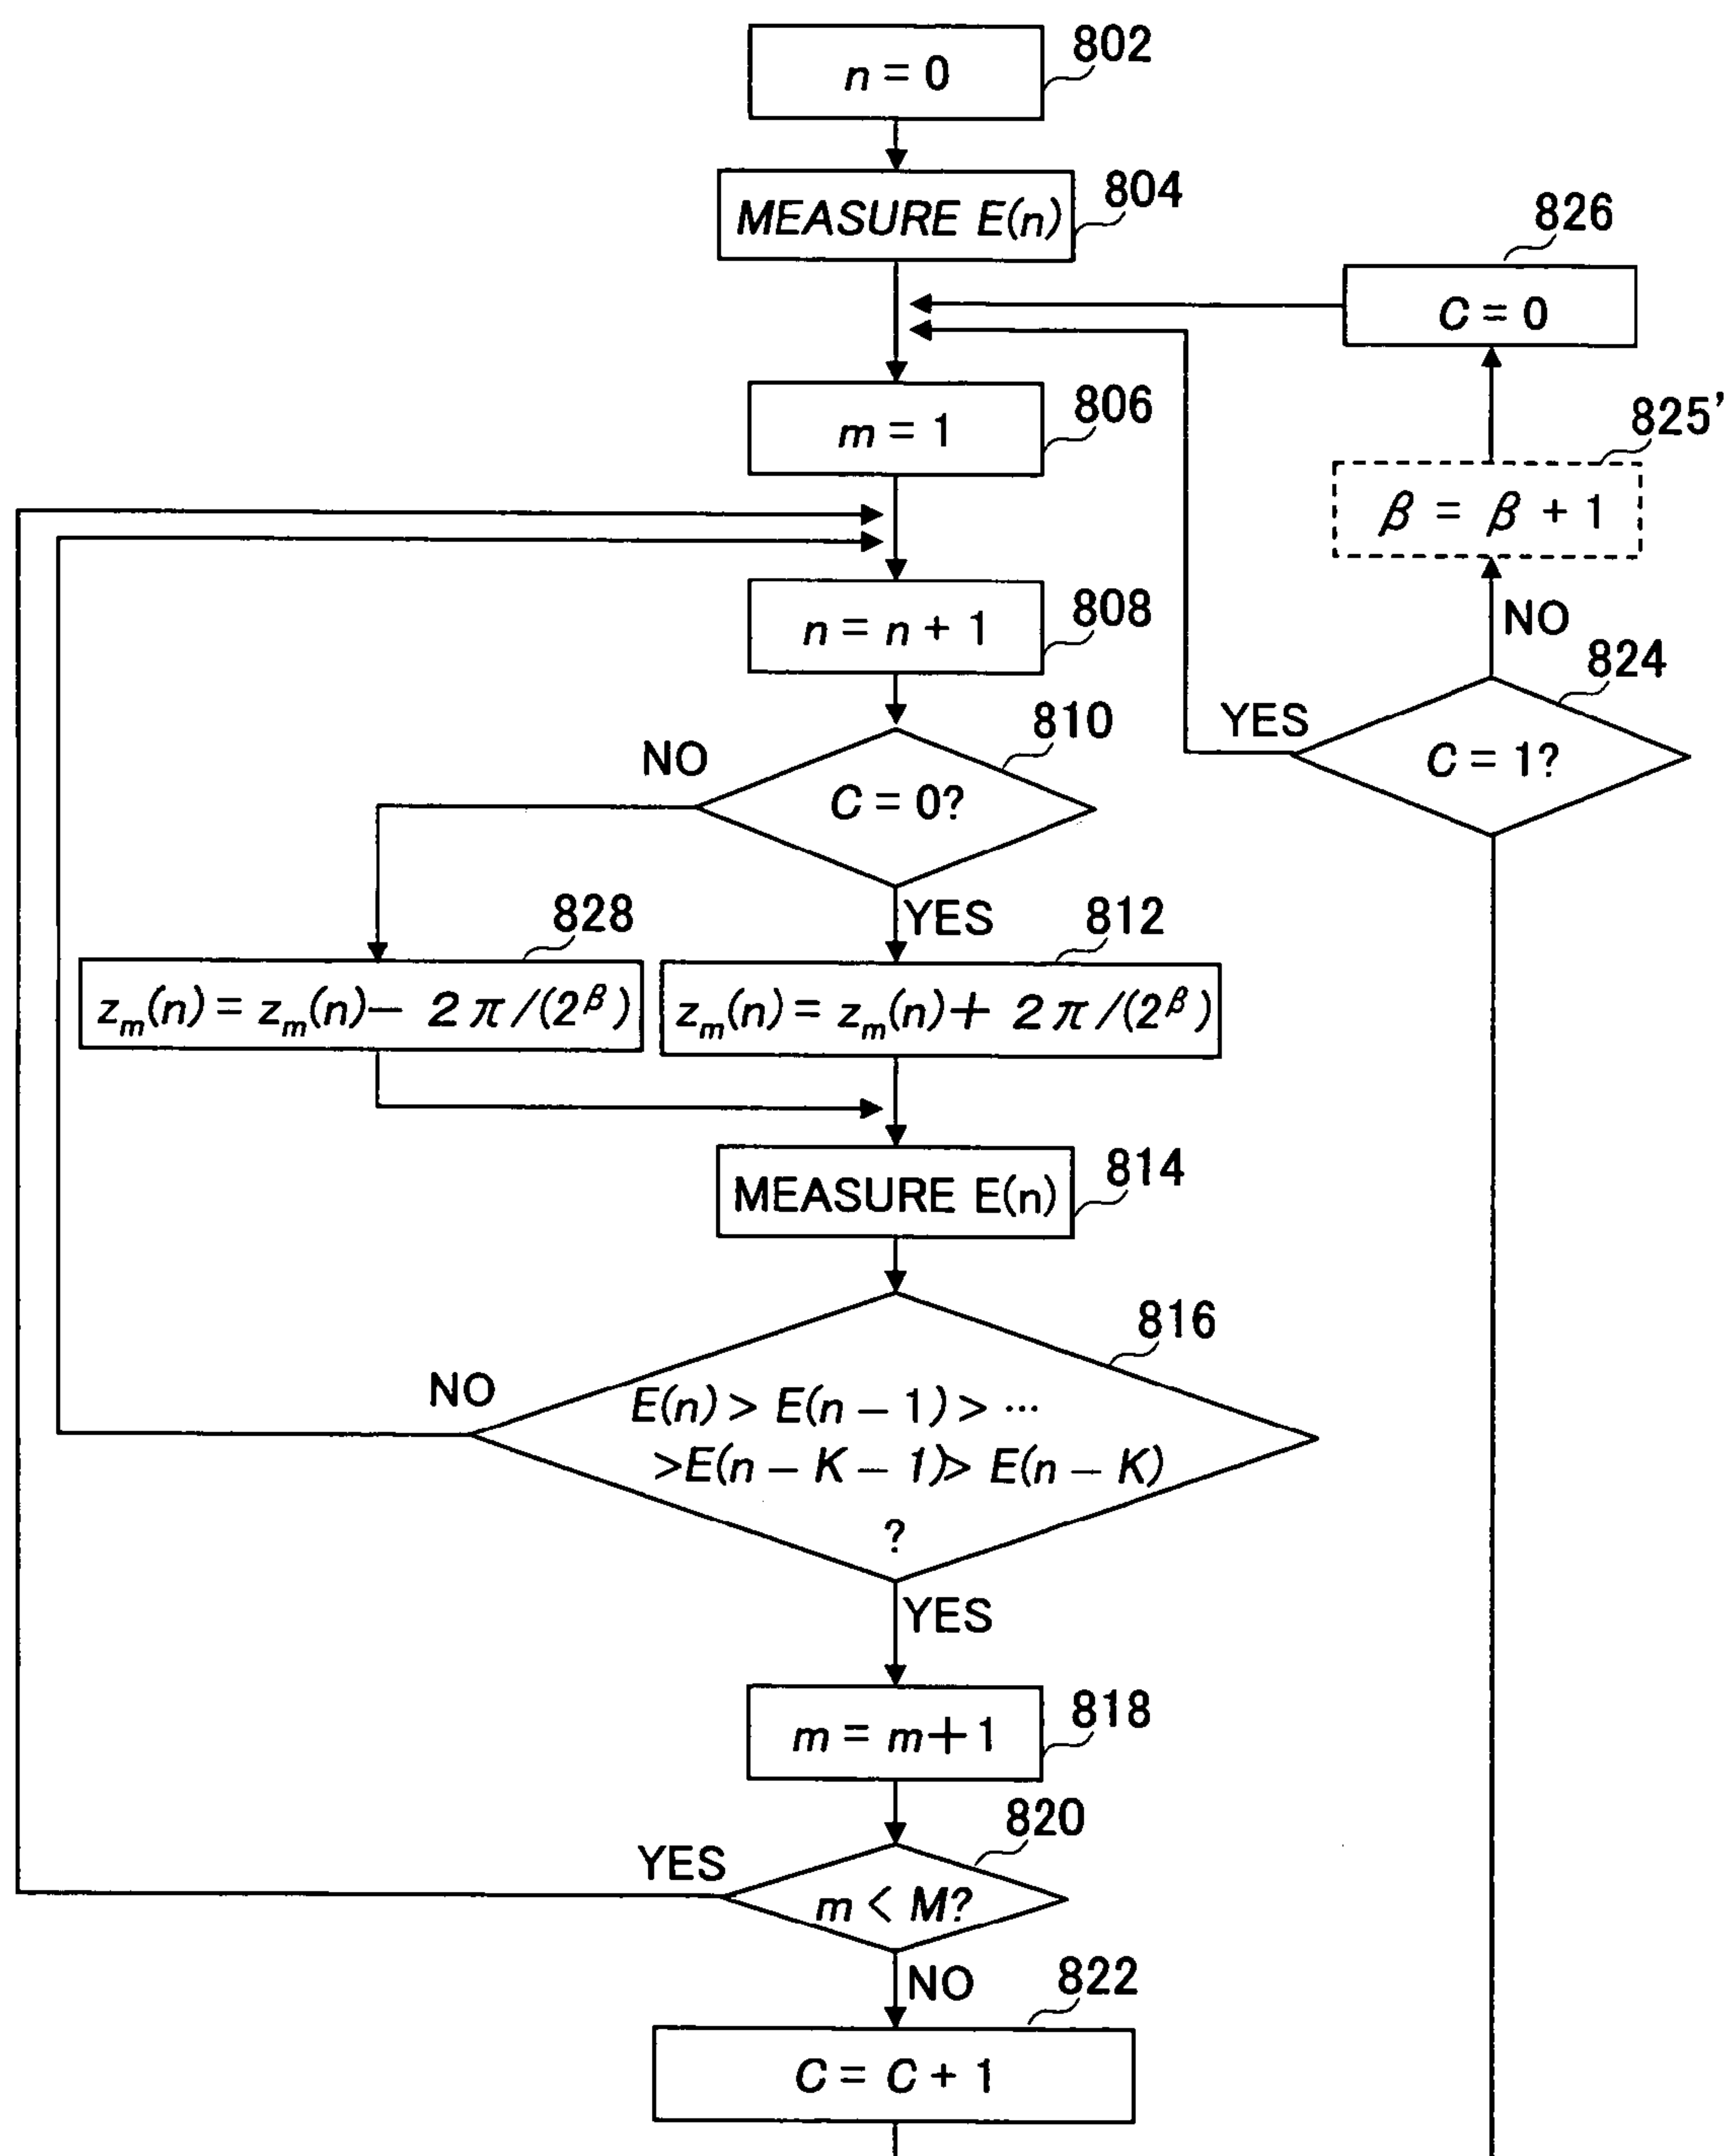 802
n = 0
804
MEASURE E(n)
826
C = 0
806
m = 1
825'
β = β + 1
808
n = n + 1
NO
824
810
YES
C = 1?
NO
C = 0?
828
YES
812
z_m(n) = z_m(n) − 2π/(2^β)
z_m(n) = z_m(n) + 2π/(2^β)
814
MEASURE E(n)
816
NO
E(n) > E(n − 1) > ···
>E(n − K − 1)> E(n − K)
?
YES
818
m = m + 1
820
YES
m < M?
NO
822
C = C + 1